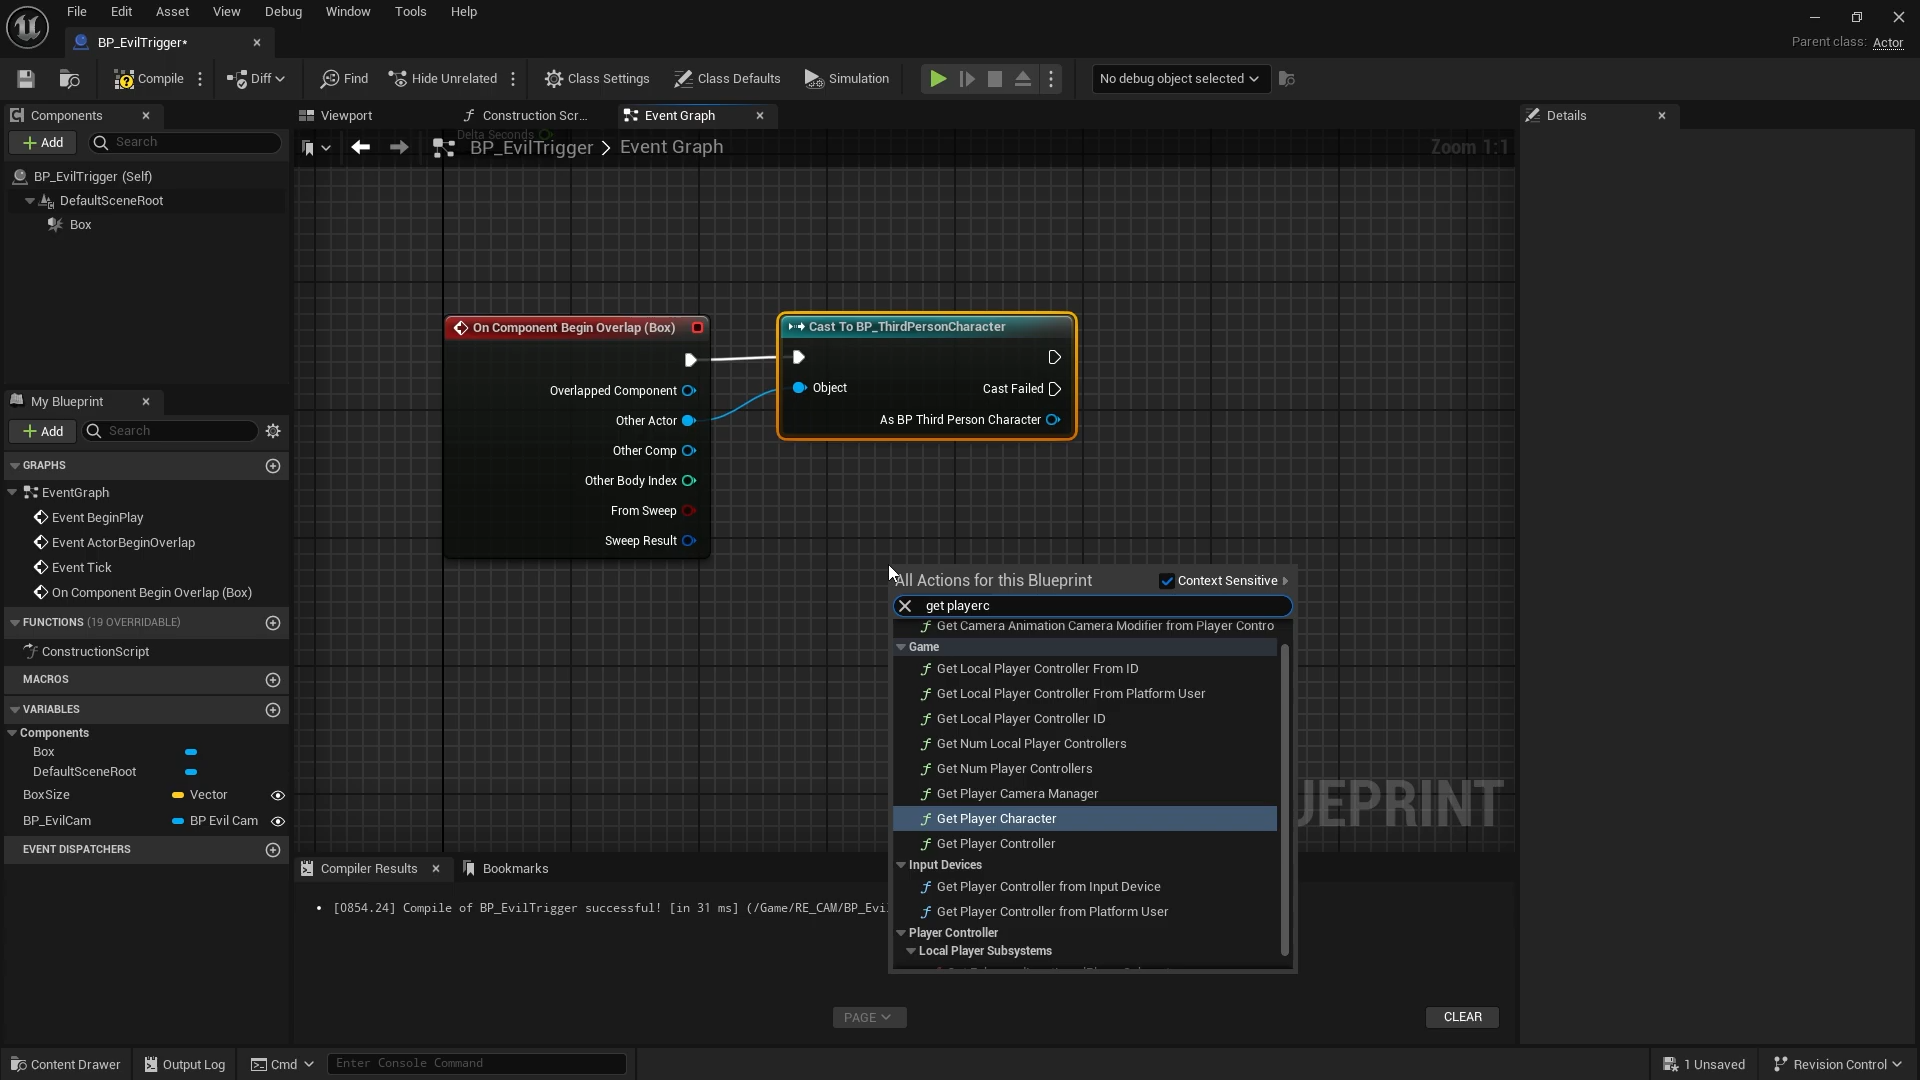 File Edit Asset View Debug Window Tools Help
BP_EvilTrigger*
Parent class: Actor
Compile Diff Find Hide Unrelated Class Settings Class Defaults Simulation No debug object selected
Components
Add Search
BP_EvilTrigger (Self)
DefaultSceneRoot
Box
My Blueprint
Add Search
GRAPHS
EventGraph
Event BeginPlay
Event ActorBeginOverlap
Event Tick
On Component Begin Overlap (Box)
FUNCTIONS (19 OVERRIDABLE)
ConstructionScript
MACROS
VARIABLES
Components
Box
DefaultSceneRoot
BoxSize Vector
BP_EvilCam BP Evil Cam
EVENT DISPATCHERS
Viewport Construction Scr... Event Graph
Delta Seconds
BP_EvilTrigger > Event Graph
Zoom 1:1
On Component Begin Overlap (Box)
Overlapped Component
Other Actor
Other Comp
Other Body Index
From Sweep
Sweep Result
Cast To BP_ThirdPersonCharacter
Object
Cast Failed
As BP Third Person Character
All Actions for this Blueprint Context Sensitive
get playerc
Get Camera Animation Camera Modifier from Player Contro
Game
Get Local Player Controller From ID
Get Local Player Controller From Platform User
Get Local Player Controller ID
Get Num Local Player Controllers
Get Num Player Controllers
Get Player Camera Manager
Get Player Character
Get Player Controller
Input Devices
Get Player Controller from Input Device
Get Player Controller from Platform User
Player Controller
Local Player Subsystems
UEPRINT
Compiler Results Bookmarks
• [0854.24] Compile of BP_EvilTrigger successful! [in 31 ms] (/Game/RE_CAM/BP_Evi
PAGE
CLEAR
Details
Content Drawer Output Log Cmd Enter Console Command
1 Unsaved Revision Control